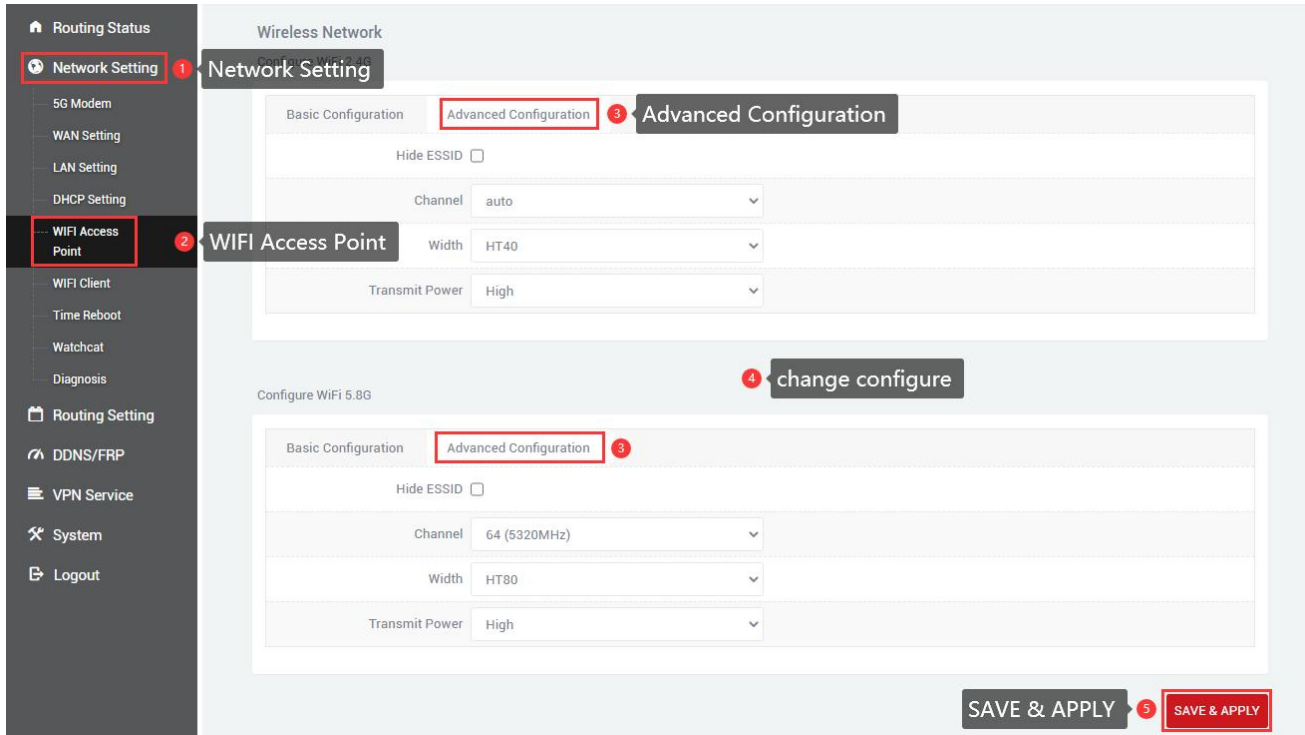 Routing Status
Network Setting
1
Network Setting
5G Modem
WAN Setting
LAN Setting
DHCP Setting
WIFI Access
Point
2
WIFI Access Point
WIFI Client
Time Reboot
Watchcat
Diagnosis
Routing Setting
DDNS/FRP
VPN Service
System
Logout
Wireless Network
Configure WiFi 2.4G
Basic Configuration
Advanced Configuration
3
Advanced Configuration
Hide ESSID
Channel
auto
Width
HT40
Transmit Power
High
4
change configure
Configure WiFi 5.8G
Basic Configuration
Advanced Configuration
3
Hide ESSID
Channel
64 (5320MHz)
Width
HT80
Transmit Power
High
SAVE & APPLY
5
SAVE & APPLY